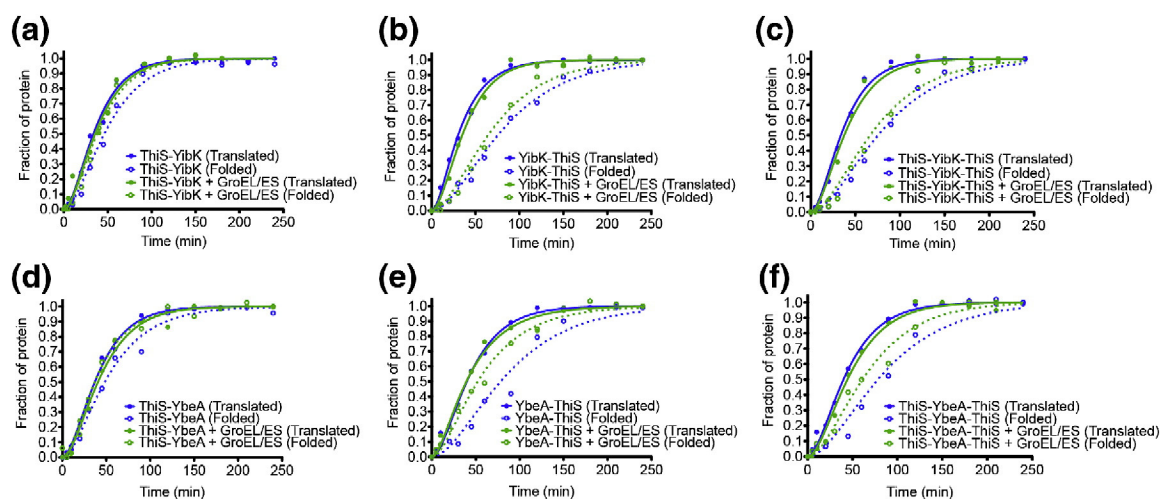 (a)
Fraction of protein
1.0
0.9
0.8
0.7
0.6
0.5
0.4
0.3
0.2
0.1
0.0
ThiS-YibK (Translated)
ThiS-YibK (Folded)
ThiS-YibK + GroEL/ES (Translated)
ThiS-YibK + GroEL/ES (Folded)
0 50 100 150 200 250
Time (min)
(b)
Fraction of protein
1.0
0.9
0.8
0.7
0.6
0.5
0.4
0.3
0.2
0.1
0.0
YibK-ThiS (Translated)
YibK-ThiS (Folded)
YibK-ThiS + GroEL/ES (Translated)
YibK-ThiS + GroEL/ES (Folded)
0 50 100 150 200 250
Time (min)
(c)
Fraction of protein
1.0
0.9
0.8
0.7
0.6
0.5
0.4
0.3
0.2
0.1
0.0
ThiS-YibK-ThiS (Translated)
ThiS-YibK-ThiS (Folded)
ThiS-YibK-ThiS + GroEL/ES (Translated)
ThiS-YibK-ThiS + GroEL/ES (Folded)
0 50 100 150 200 250
Time (min)
(d)
Fraction of protein
1.0
0.9
0.8
0.7
0.6
0.5
0.4
0.3
0.2
0.1
0.0
ThiS-YbeA (Translated)
ThiS-YbeA (Folded)
ThiS-YbeA + GroEL/ES (Translated)
ThiS-YbeA + GroEL/ES (Folded)
0 50 100 150 200 250
Time (min)
(e)
Fraction of protein
1.0
0.9
0.8
0.7
0.6
0.5
0.4
0.3
0.2
0.1
0.0
YbeA-ThiS (Translated)
YbeA-ThiS (Folded)
YbeA-ThiS + GroEL/ES (Translated)
YbeA-ThiS + GroEL/ES (Folded)
0 50 100 150 200 250
Time (min)
(f)
Fraction of protein
1.0
0.9
0.8
0.7
0.6
0.5
0.4
0.3
0.2
0.1
0.0
ThiS-YbeA-ThiS (Translated)
ThiS-YbeA-ThiS (Folded)
ThiS-YbeA-ThiS + GroEL/ES (Translated)
ThiS-YbeA-ThiS + GroEL/ES (Folded)
0 50 100 150 200 250
Time (min)